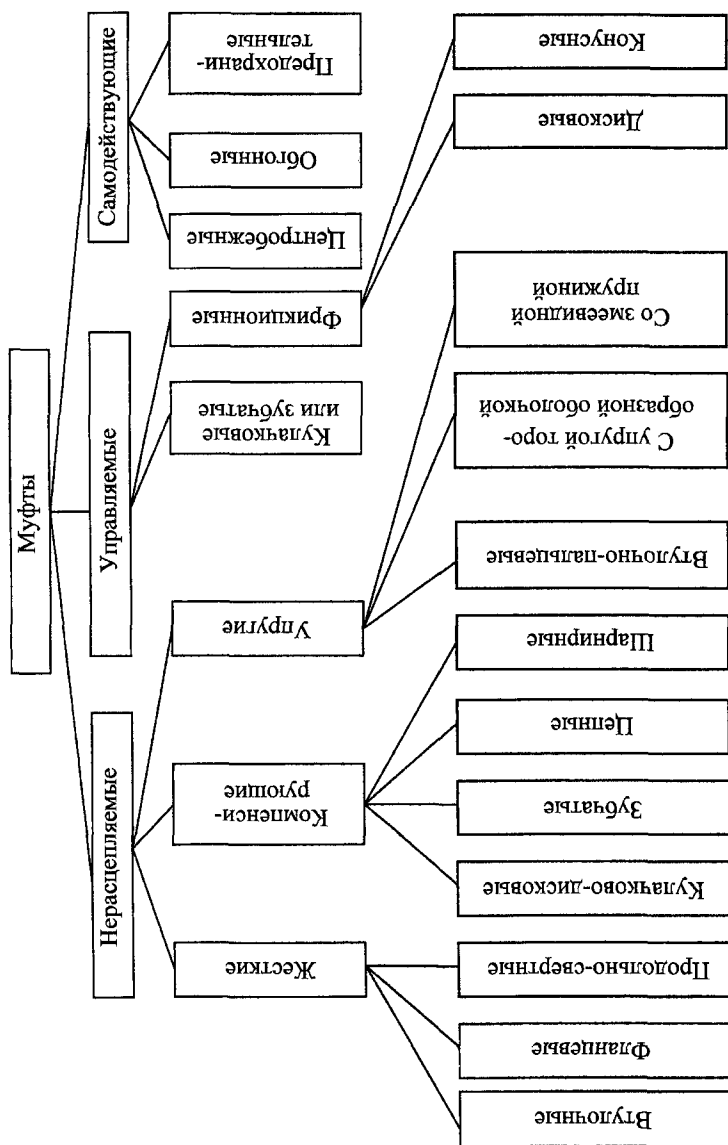 Муфты
Нерасцепляемые
Управляемые
Самодействующие
Жесткие
Компенси-
рующие
Упругие
Кулачковые
или зубчатые
Фрикционные
Центробежные
Обгонные
Предохрани-
тельные
Втулочные
Фланцевые
Продольно-свертные
Кулачково-дисковые
Зубчатые
Цепные
Шарнирные
Втулочно-пальцевые
С упругой торо-
образной оболочкой
Со змеевидной
пружиной
Дисковые
Конусные